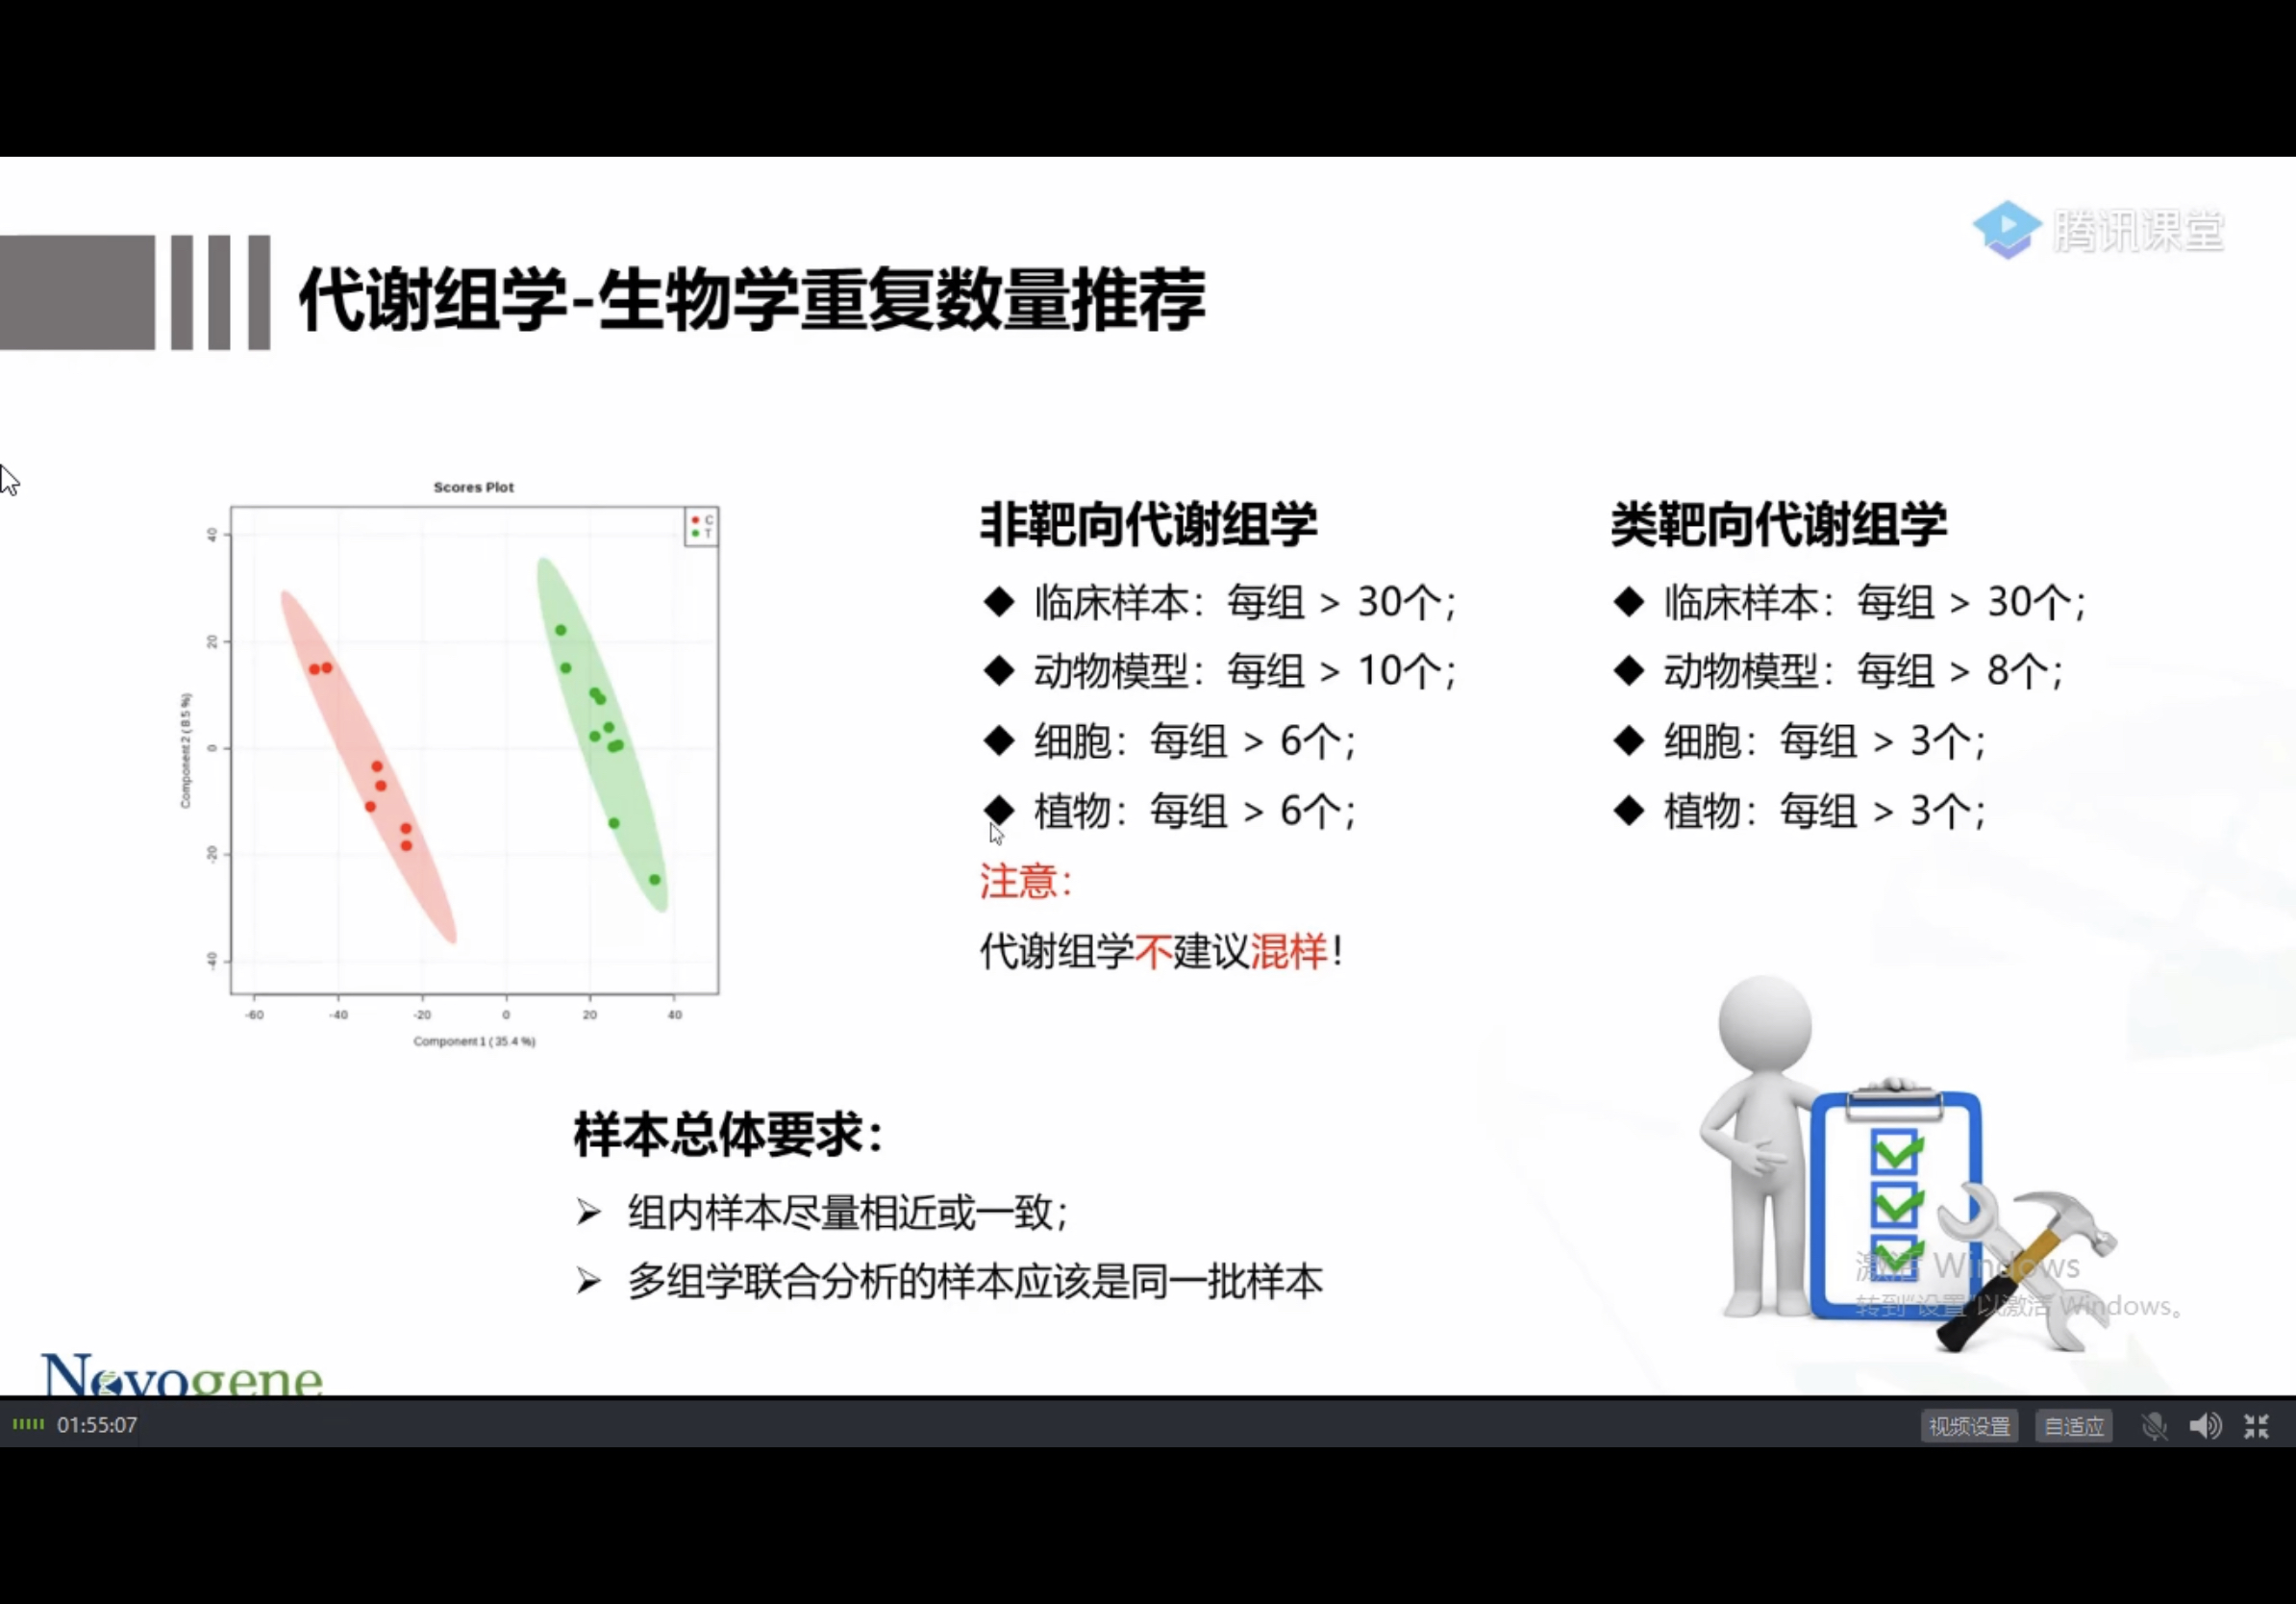 腾讯课堂
代谢组学-生物学重复数量推荐
Scores Plot
C
T
40
20
0
-20
-40
Component 2 ( 8.5 %)
-60
-40
-20
0
20
40
Component 1 ( 35.4 %)
非靶向代谢组学
◆ 临床样本：每组 > 30个；
◆ 动物模型：每组 > 10个；
◆ 细胞：每组 > 6个；
◆ 植物：每组 > 6个；
注意：
代谢组学不建议混样！
类靶向代谢组学
◆ 临床样本：每组 > 30个；
◆ 动物模型：每组 > 8个；
◆ 细胞：每组 > 3个；
◆ 植物：每组 > 3个；
样本总体要求：
➢ 组内样本尽量相近或一致；
➢ 多组学联合分析的样本应该是同一批样本
激活 Windows
转到“设置”以激活 Windows。
Novogene
01:55:07
视频设置
自适应